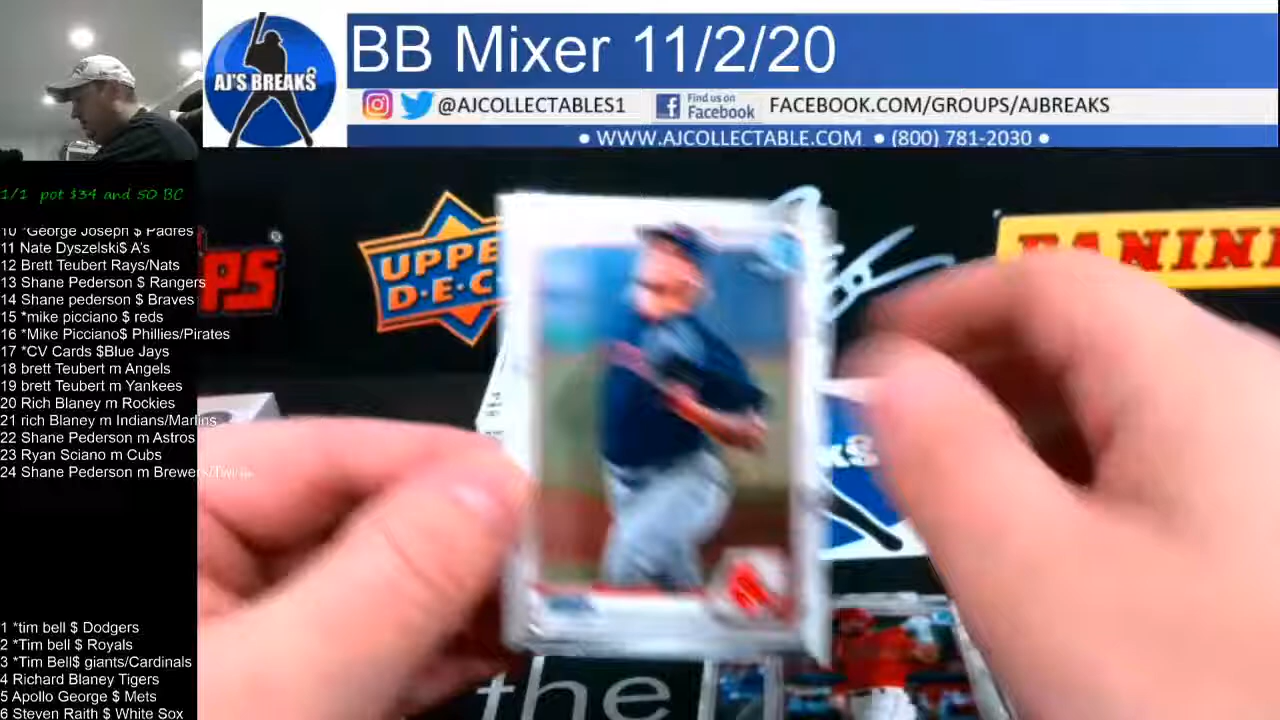 BB Mixer 11/2/20
AJ'S BREAKS
@AJCOLLECTABLES1
Find us on
Facebook
FACEBOOK.COM/GROUPS/AJBREAKS
• WWW.AJCOLLECTABLE.COM • (800) 781-2030 •
1/1 pot $34 and 50 BC
10 *George Joseph $ Padres
11 Nate Dyszelski$ A's
12 Brett Teubert Rays/Nats
13 Shane Pederson $ Rangers
14 Shane pederson $ Braves
15 *mike picciano $ reds
16 *Mike Picciano$ Phillies/Pirates
17 *CV Cards $Blue Jays
18 brett Teubert m Angels
19 brett Teubert m Yankees
20 Rich Blaney m Rockies
21 rich Blaney m Indians/Marlins
22 Shane Pederson m Astros
23 Ryan Sciano m Cubs
24 Shane Pederson m Brewers/Twins
1 *tim bell $ Dodgers
2 *Tim bell $ Royals
3 *Tim Bell$ giants/Cardinals
4 Richard Blaney Tigers
5 Apollo George $ Mets
6 Steven Raith $ White Sox
PPS
UPPE
D·E·C
PANINI
ks
the